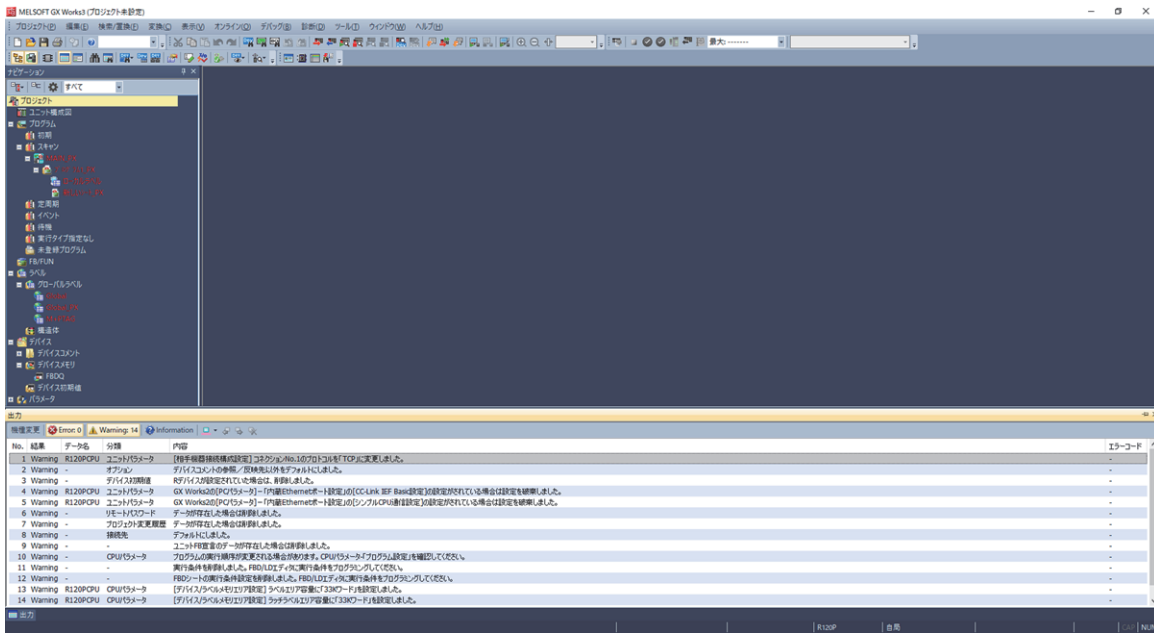 MELSOFT GX Works3 (プロジェクト未設定)
プロジェクト(P) 編集(E) 検索/置換(F) 変換(C) 表示(V) オンライン(O) デバッグ(B) 診断(D) ツール(T) ウィンドウ(W) ヘルプ(H)
最大: --------
ナビゲーション
すべて
プロジェクト
ユニット構成図
プログラム
初期
スキャン
定周期
イベント
待機
実行タイプ指定なし
未登録プログラム
FB/FUN
ラベル
グローバルラベル
構造体
デバイス
デバイスコメント
デバイスメモリ
FBDQ
デバイス初期値
パラメータ
出力
機種変更 Error: 0 Warning: 14 Information
No. 結果 データ名 分類 内容 エラーコード
1 Warning R120PCPU ユニットパラメータ [相手機器接続構成設定] コネクションNo.1のプロトコルを「TCP」に変更しました。 -
2 Warning - オプション デバイスコメントの参照／反映先以外をデフォルトにしました。 -
3 Warning - デバイス初期値 Rデバイスが設定されていた場合は、削除しました。 -
4 Warning R120PCPU ユニットパラメータ GX Works2の[PCパラメータ]－「内蔵Ethernetポート設定」の[CC-Link IEF Basic設定]の設定がされている場合は設定を破棄しました。 -
5 Warning R120PCPU ユニットパラメータ GX Works2の[PCパラメータ]－「内蔵Ethernetポート設定」の[シンプルCPU通信設定]の設定がされている場合は設定を破棄しました。 -
6 Warning - リモートパスワード データが存在した場合は削除しました。 -
7 Warning - プロジェクト変更履歴 データが存在した場合は削除しました。 -
8 Warning - 接続先 デフォルトにしました。 -
9 Warning - - ユニットFB宣言のデータが存在した場合は削除しました。 -
10 Warning - CPUパラメータ プログラムの実行順序が変更される場合があります。CPUパラメータ「プログラム設定」を確認してください。 -
11 Warning - - 実行条件を削除しました。FBD/LDエディタに実行条件をプログラミングしてください。 -
12 Warning - - FBDシートの実行条件設定を削除しました。FBD/LDエディタに実行条件をプログラミングしてください。 -
13 Warning R120PCPU CPUパラメータ [デバイス/ラベルメモリエリア設定] ラベルエリア容量に「33Kワード」を設定しました。 -
14 Warning R120PCPU CPUパラメータ [デバイス/ラベルメモリエリア設定] ラッチラベルエリア容量に「33Kワード」を設定しました。 -
出力
R120P 自局 CAP NUM